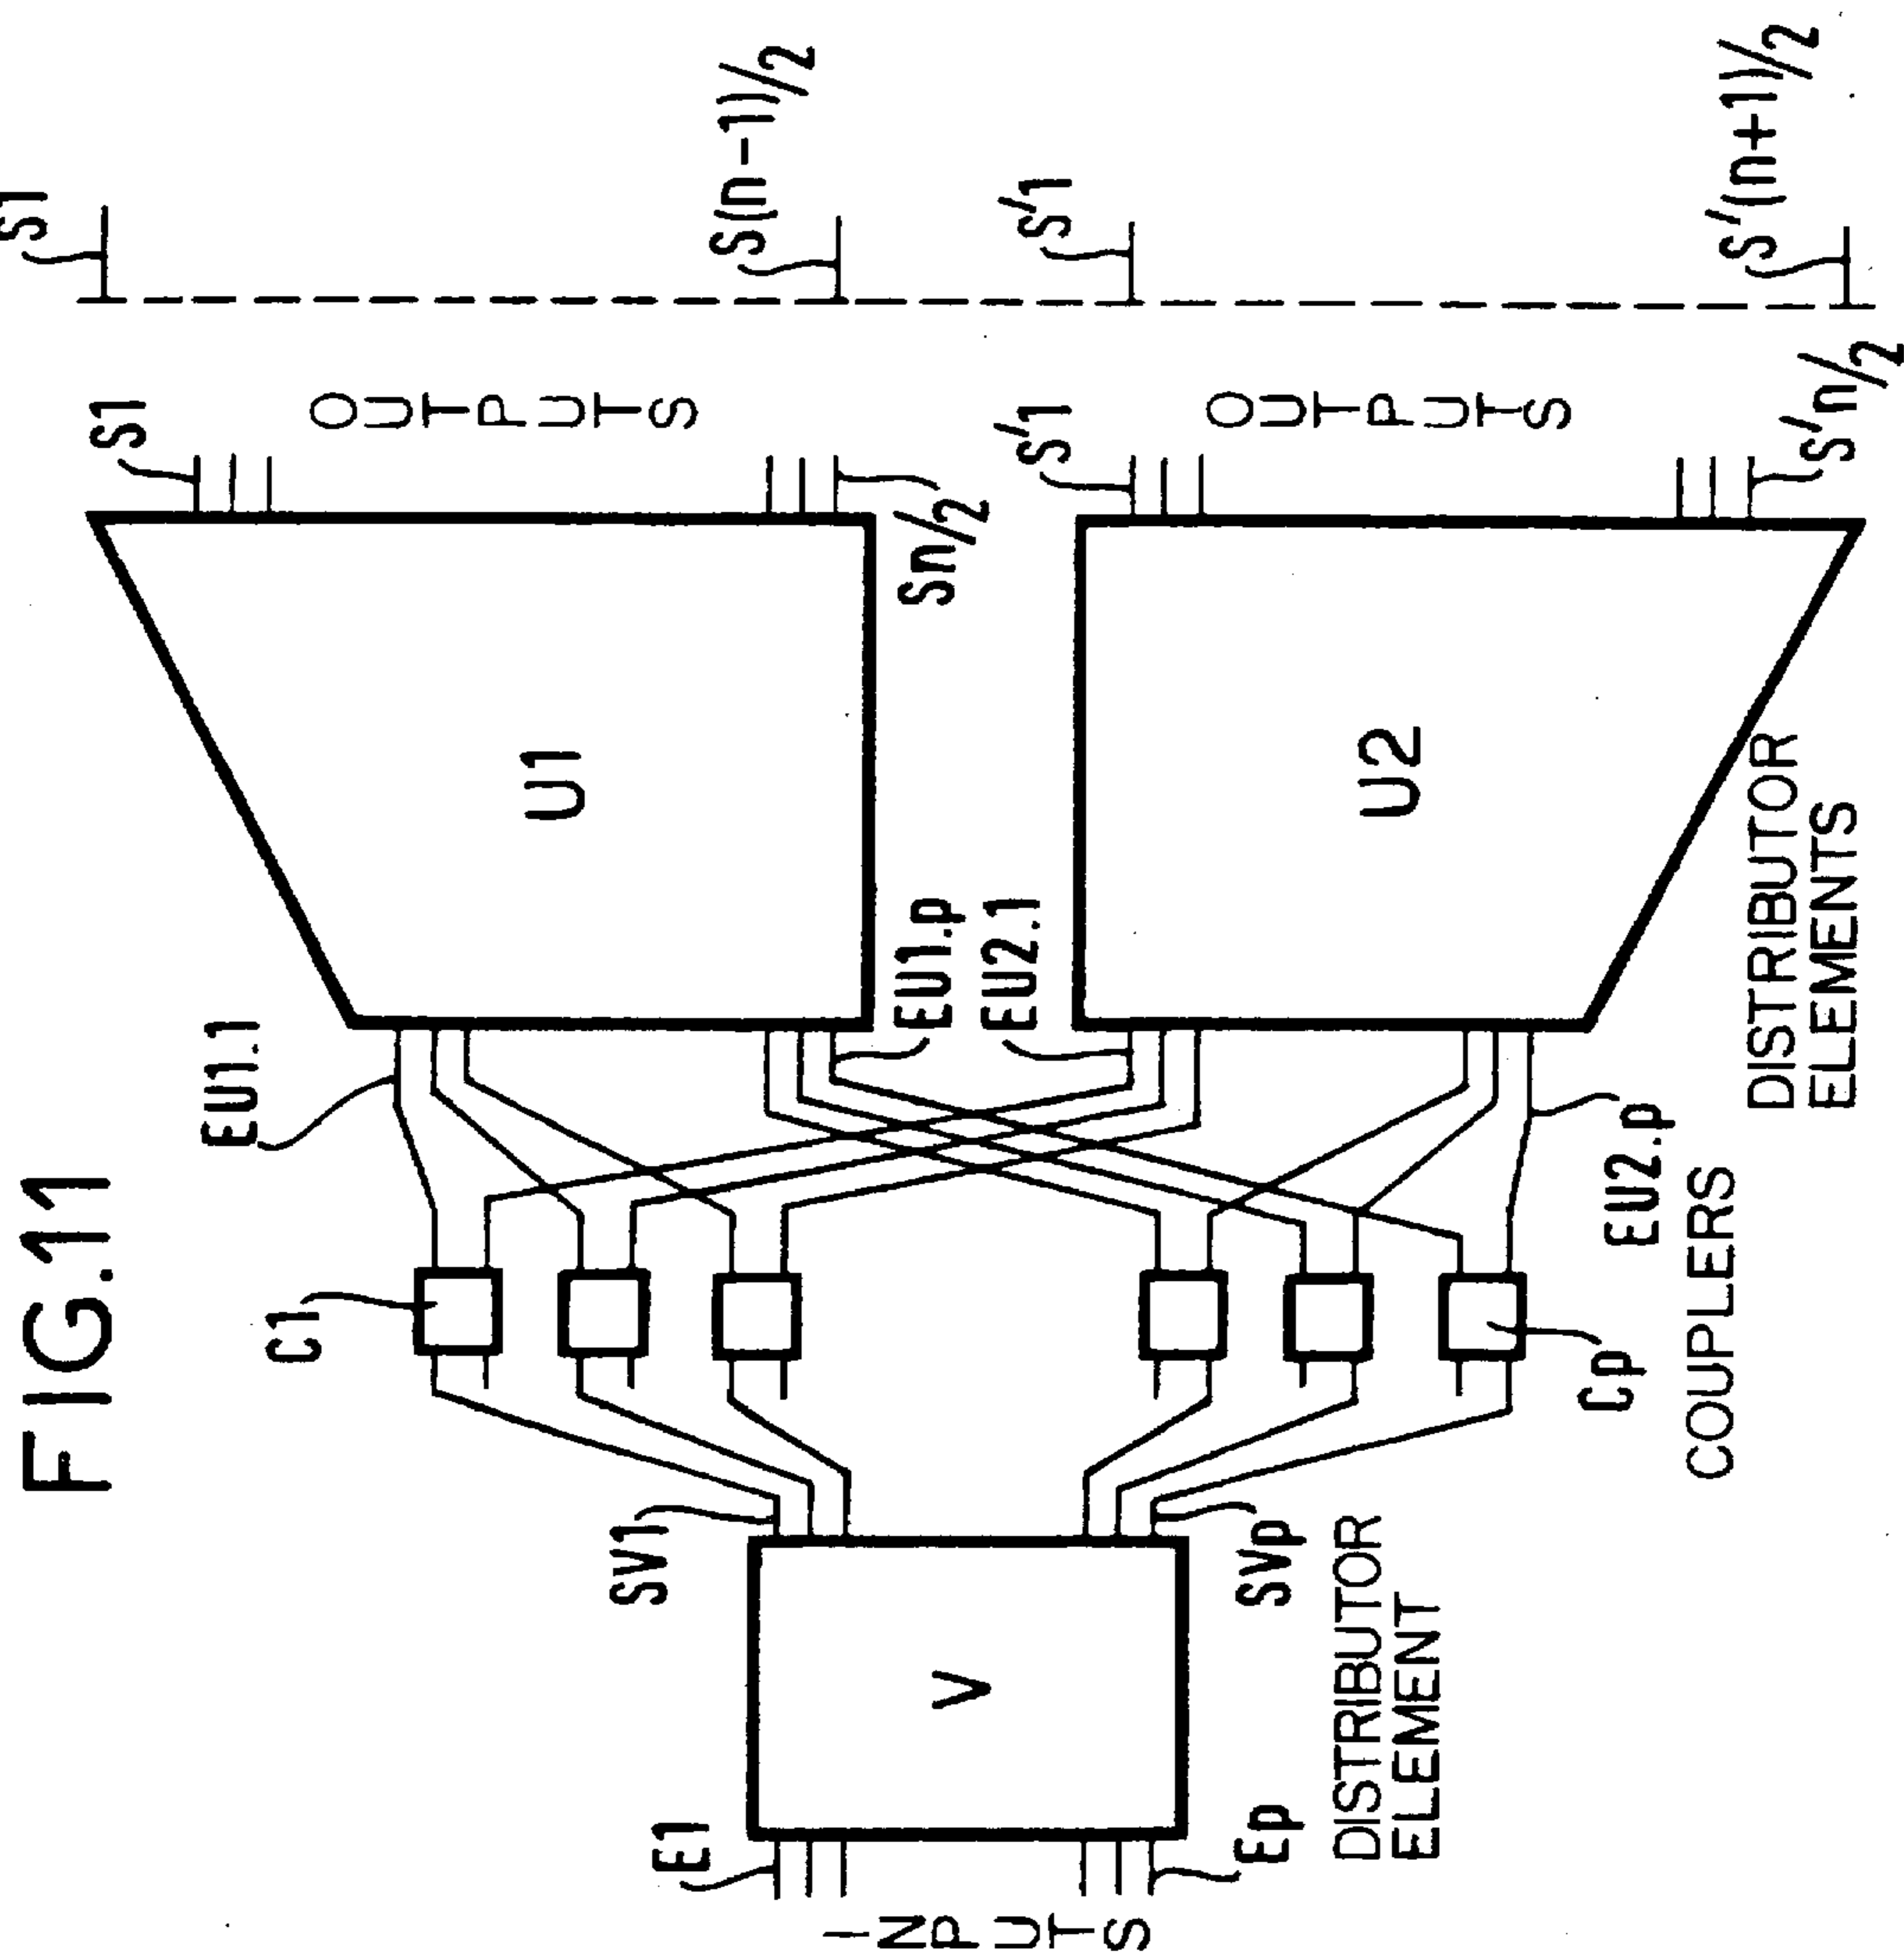 FIG.11
S1
S(n-1)/2
S'1
S'(n+1)/2
S1
OUTPUTS
Sn/2
S'1
OUTPUTS
S'n/2
U1
U2
EU1.1
EU1.p
EU2.1
EU2.p
DISTRIBUTOR
ELEMENTS
C1
Cp
COUPLERS
SV1
SVp
V
DISTRIBUTOR
ELEMENT
E1
Ep
INPUTS